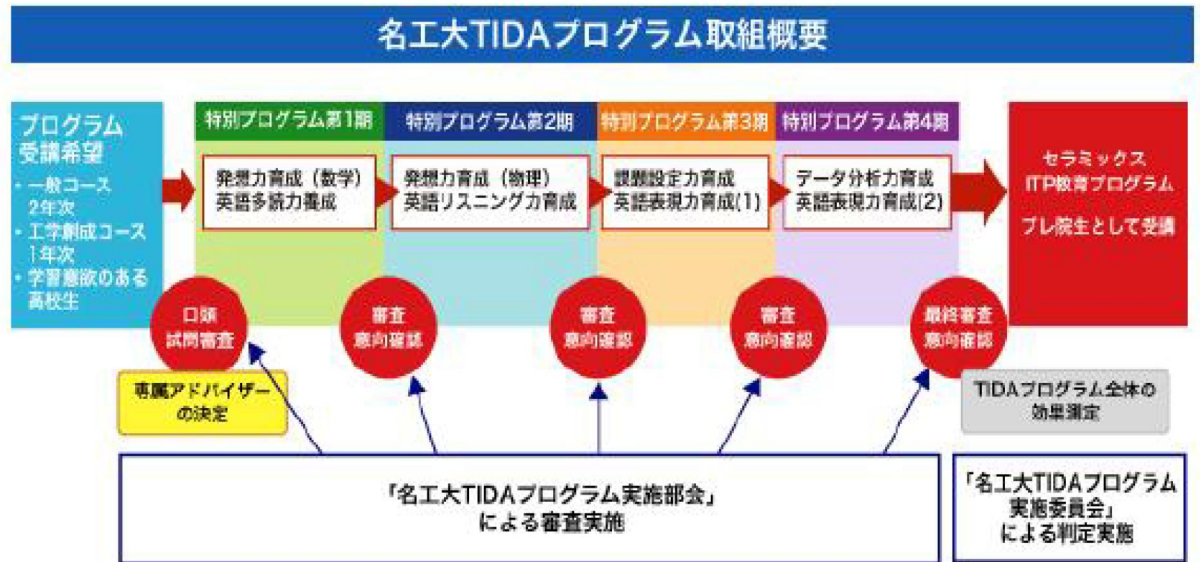 名工大TIDAプログラム取組概要
プログラム
受講希望
・一般コース
2年次
・工学創成コース
1年次
・学習意欲のある
高校生
特別プログラム第1期
発想力育成（数学）
英語多読力養成
特別プログラム第2期
発想力育成（物理）
英語リスニング力育成
特別プログラム第3期
課題設定力育成
英語表現力育成(1)
特別プログラム第4期
データ分析力育成
英語表現力育成(2)
セラミックス
ITP教育プログラム
プレ院生として受講
口頭
試問審査
審査
意向確認
審査
意向確認
審査
意向確認
最終審査
意向確認
専属アドバイザー
の決定
TIDAプログラム全体の
効果測定
「名工大TIDAプログラム実施部会」
による審査実施
「名工大TIDAプログラム
実施委員会」
による判定実施